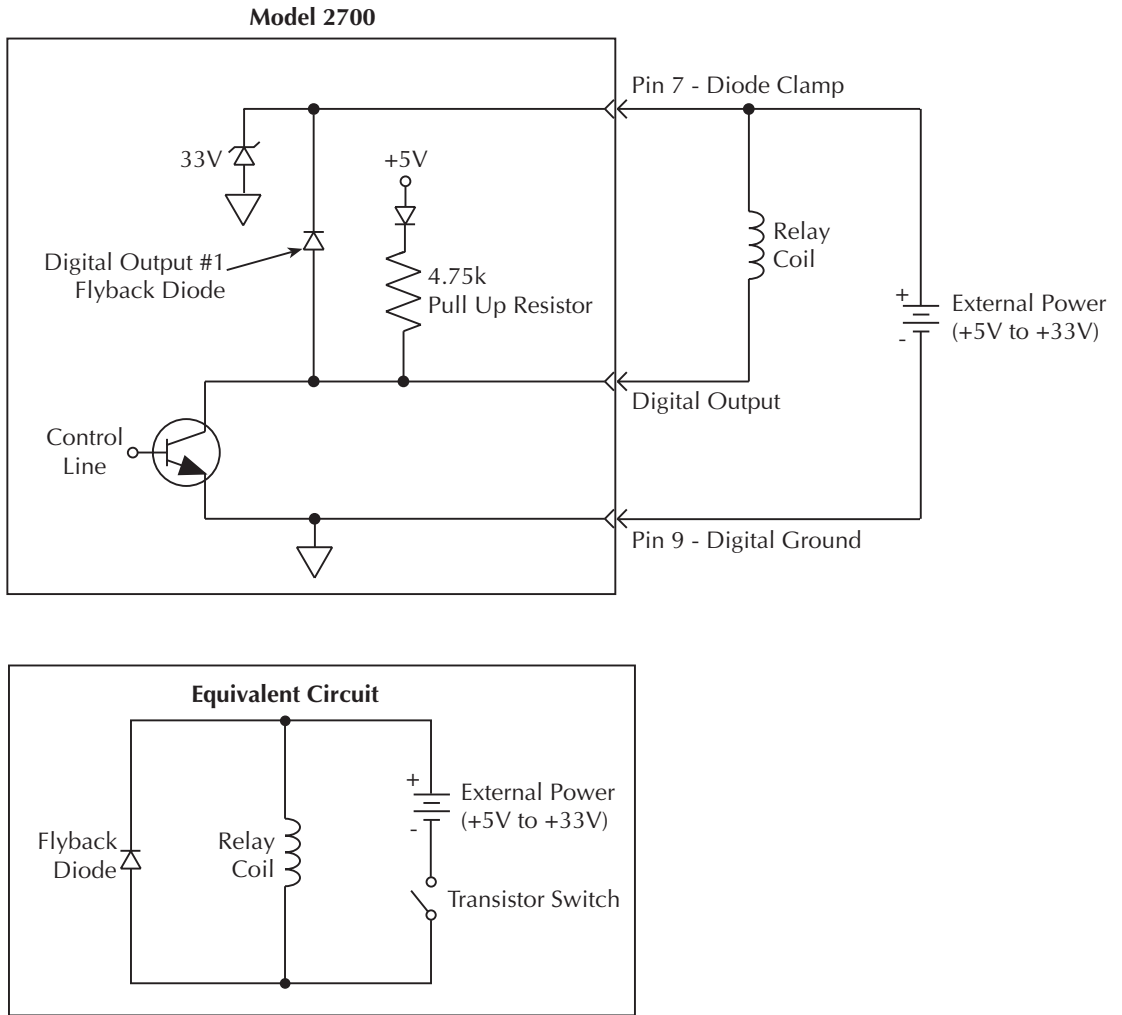 Model 2700
Pin 7 - Diode Clamp
33V
+5V
Relay
Coil
Digital Output #1
Flyback Diode
4.75k
Pull Up Resistor
+
-
External Power
(+5V to +33V)
Digital Output
Control
Line
Pin 9 - Digital Ground
Equivalent Circuit
+
-
External Power
(+5V to +33V)
Flyback
Diode
Relay
Coil
Transistor Switch